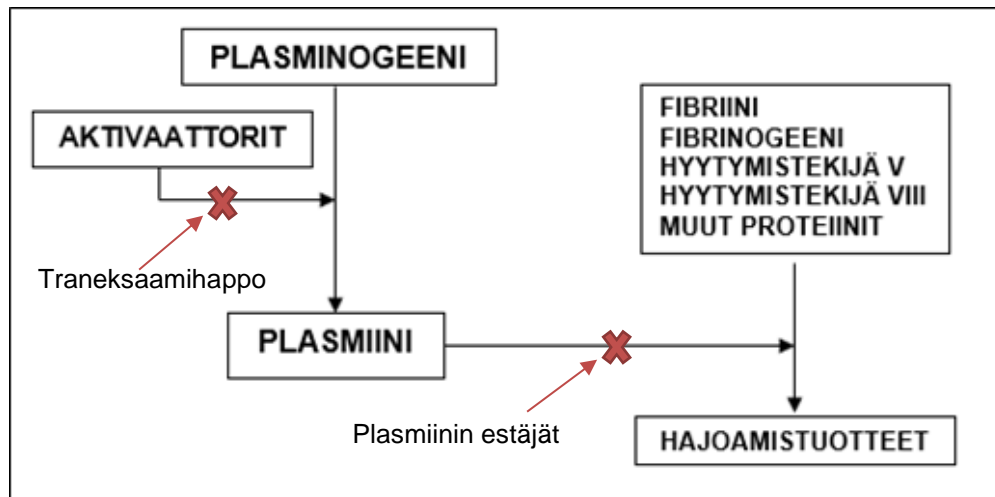 PLASMINOGEENI
AKTIVAATTORIT
FIBRIINI
FIBRINOGEENI
HYYTYMISTEKIJÄ V
HYYTYMISTEKIJÄ VIII
MUUT PROTEIINIT
Traneksaamihappo
PLASMIINI
Plasmiinin estäjät
HAJOAMISTUOTTEET